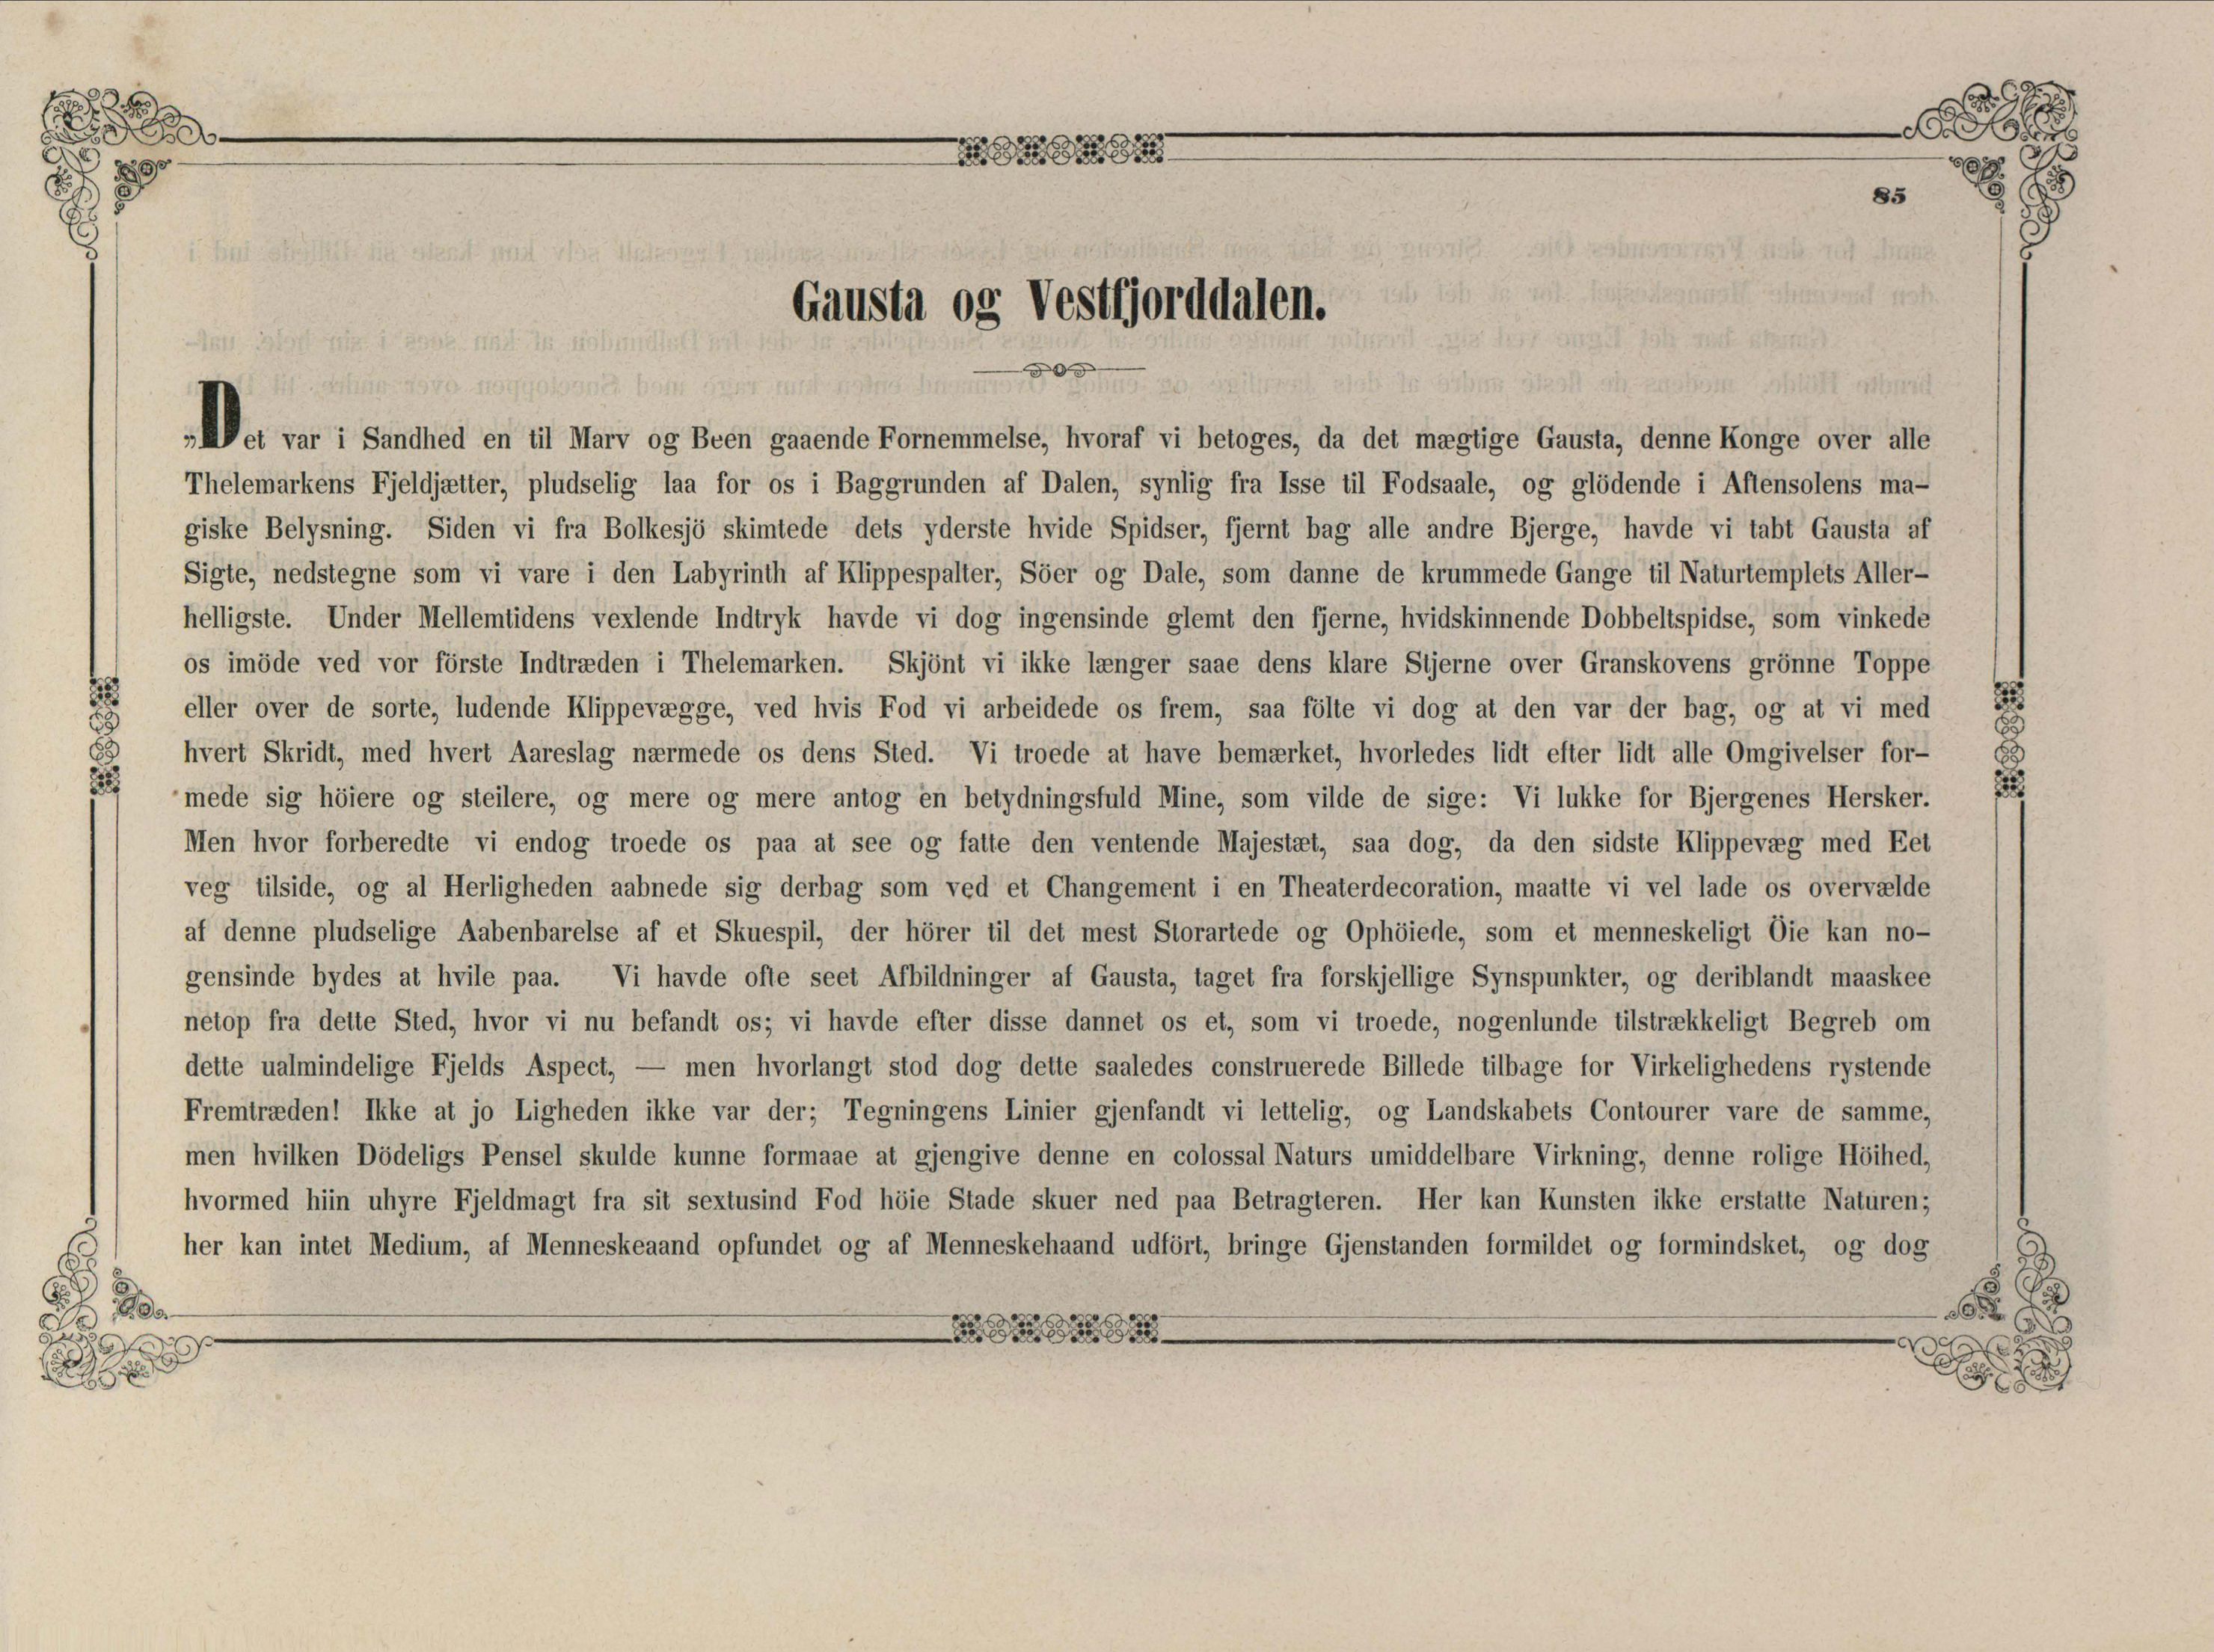 85
Gausta og Vestfjorddalen.
„Det var i Sandhed en til Marv og Been gaaende Fornemmelse, hvoraf vi betoges, da det mægtige Gausta, denne Konge over alle
Thelemarkens Fjeldjætter, pludselig laa for os i Baggrunden af Dalen, synlig fra Isse til Fodsaale, og glödende i Aftensolens ma-
giske Belysning. Siden vi fra Bolkesjö skimtede dets yderste hvide Spidser, fjernt bag alle andre Bjerge, havde vi tabt Gausta af
Sigte, nedstegne som vi vare i den Labyrinth af Klippespalter, Söer og Dale, som danne de krummede Gange til Naturtemplets Aller-
helligste. Under Mellemtidens vexlende Indtryk havde vi dog ingensinde glemt den fjerne, hvidskinnende Dobbeltspidse, som vinkede
os imöde ved vor förste Indtræden i Thelemarken. Skjönt vi ikke længer saae dens klare Stjerne over Granskovens grönne Toppe
eller over de sorte, ludende Klippevægge, ved hvis Fod vi arbeidede os frem, saa fölte vi dog at den var der bag, og at vi med
hvert Skridt, med hvert Aareslag nærmede os dens Sted. Vi troede at have bemærket, hvorledes lidt efter lidt alle Omgivelser for-
mede sig höiere og steilere, og mere og mere antog en betydningsfuld Mine, som vilde de sige: Vi lukke for Bjergenes Hersker.
Men hvor forberedte vi endog troede os paa at see og fatte den ventende Majestæt, saa dog, da den sidste Klippevæg med Eet
veg tilside, og al Herligheden aabnede sig derbag som ved et Changement i en Theaterdecoration, maatte vi vel lade os overvælde
af denne pludselige Aabenbarelse af et Skuespil, der hörer til det mest Storartede og Ophöiede, som et menneskeligt Öie kan no-
gensinde bydes at hvile paa. Vi havde ofte seet Afbildninger af Gausta, taget fra forskjellige Synspunkter, og deriblandt maaskee
netop fra dette Sted, hvor vi nu befandt os; vi havde efter disse dannet os et, som vi troede, nogenlunde tilstrækkeligt Begreb om
dette ualmindelige Fjelds Aspect, — men hvorlangt stod dog dette saaledes construerede Billede tilbage for Virkelighedens rystende
Fremtræden! Ikke at jo Ligheden ikke var der; Tegningens Linier gjenfandt vi lettelig, og Landskabets Contourer vare de samme,
men hvilken Dödeligs Pensel skulde kunne formaae at gjengive denne en colossal Naturs umiddelbare Virkning, denne rolige Höihed,
hvormed hiin uhyre Fjeldmagt fra sit sextusind Fod höie Stade skuer ned paa Betragteren. Her kan Kunsten ikke erstatte Naturen;
her kan intet Medium, af Menneskeaand opfundet og af Menneskehaand udfört, bringe Gjenstanden formildet og formindsket, og dog